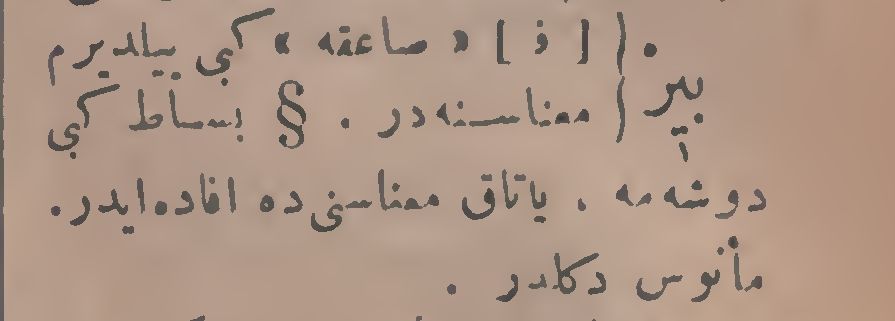 بیر . { [ ف ] « صاعقه » كبی ییلدیرم
معناسنه‌در . § بساط كبی
دوشه‌مه ، یاتاق معناسنی‌ده افاده‌ایدر .
مأنوس دكلدر .